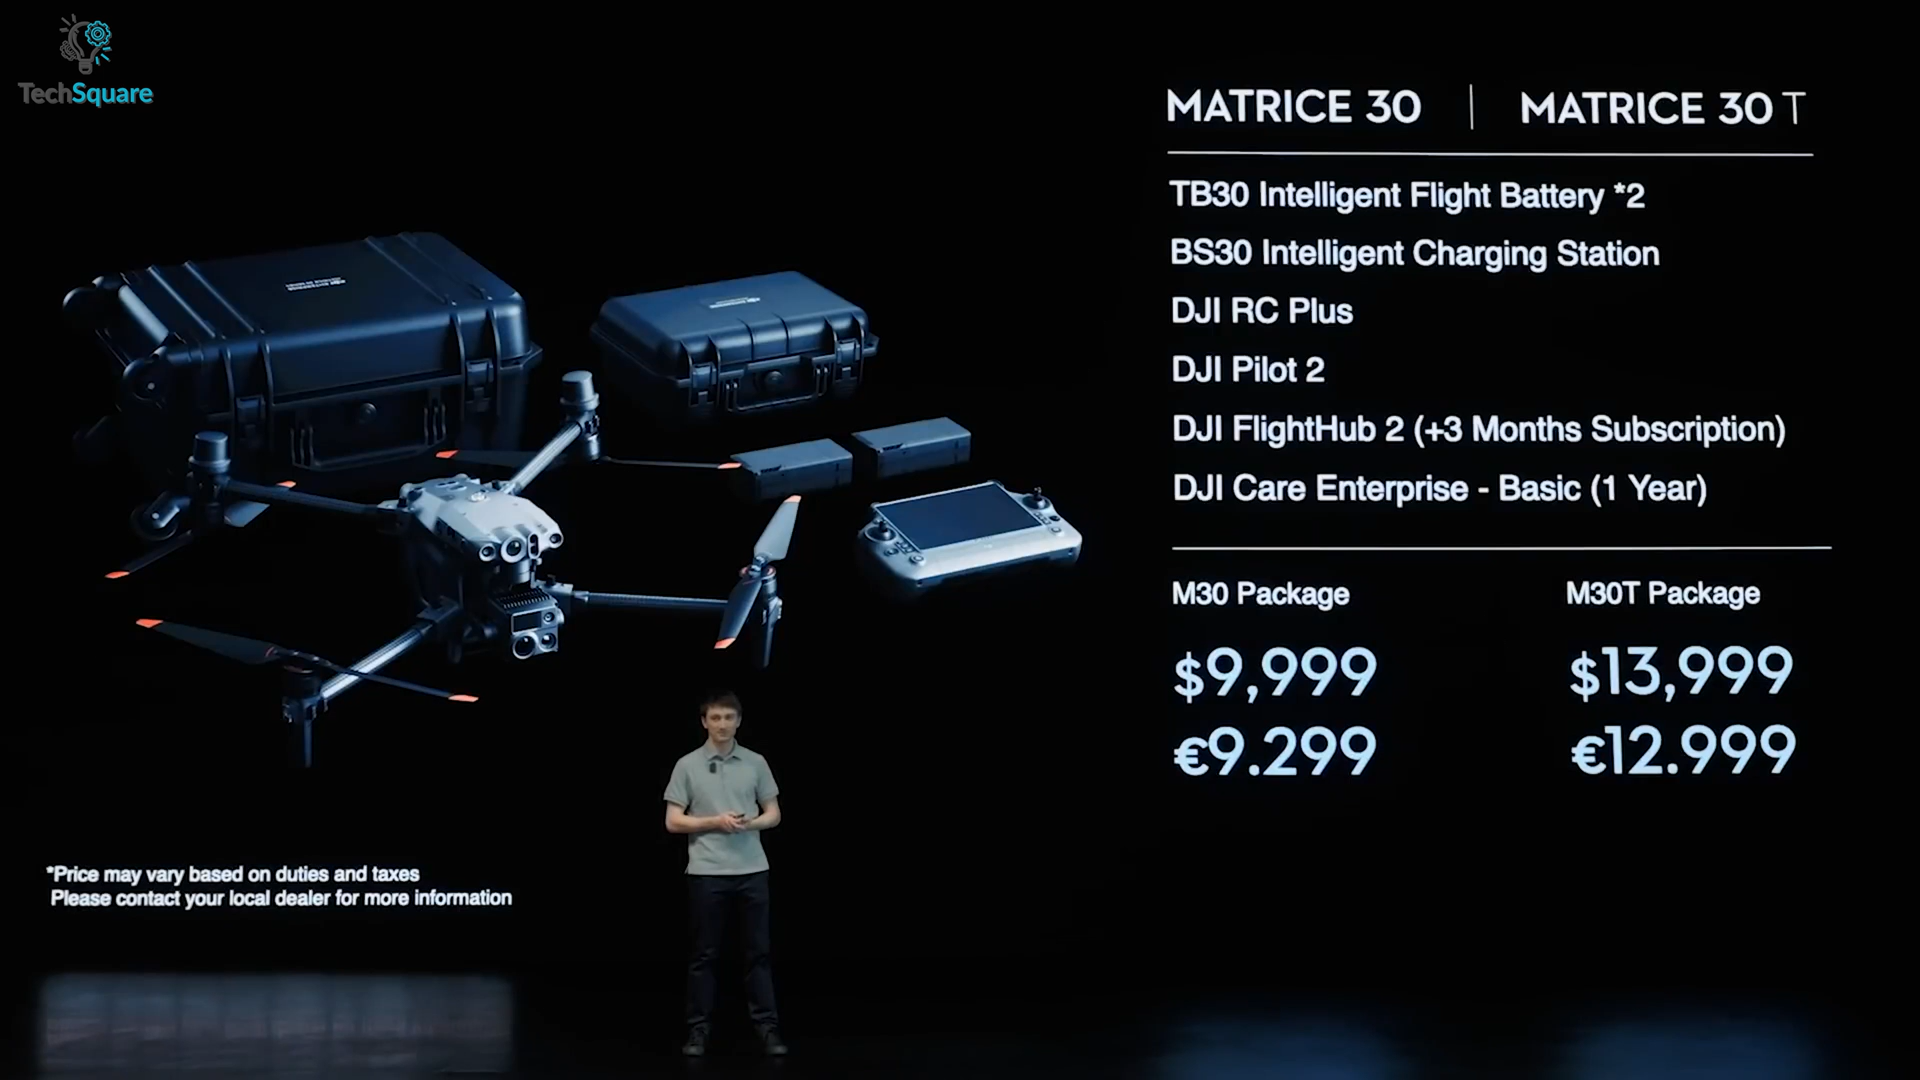 TechSquare
MATRICE 30 | MATRICE 30 T
TB30 Intelligent Flight Battery *2
BS30 Intelligent Charging Station
DJI RC Plus
DJI Pilot 2
DJI FlightHub 2 (+3 Months Subscription)
DJI Care Enterprise - Basic (1 Year)
M30 Package
M30T Package
$9,999
$13,999
€9.299
€12.999
*Price may vary based on duties and taxes
Please contact your local dealer for more information